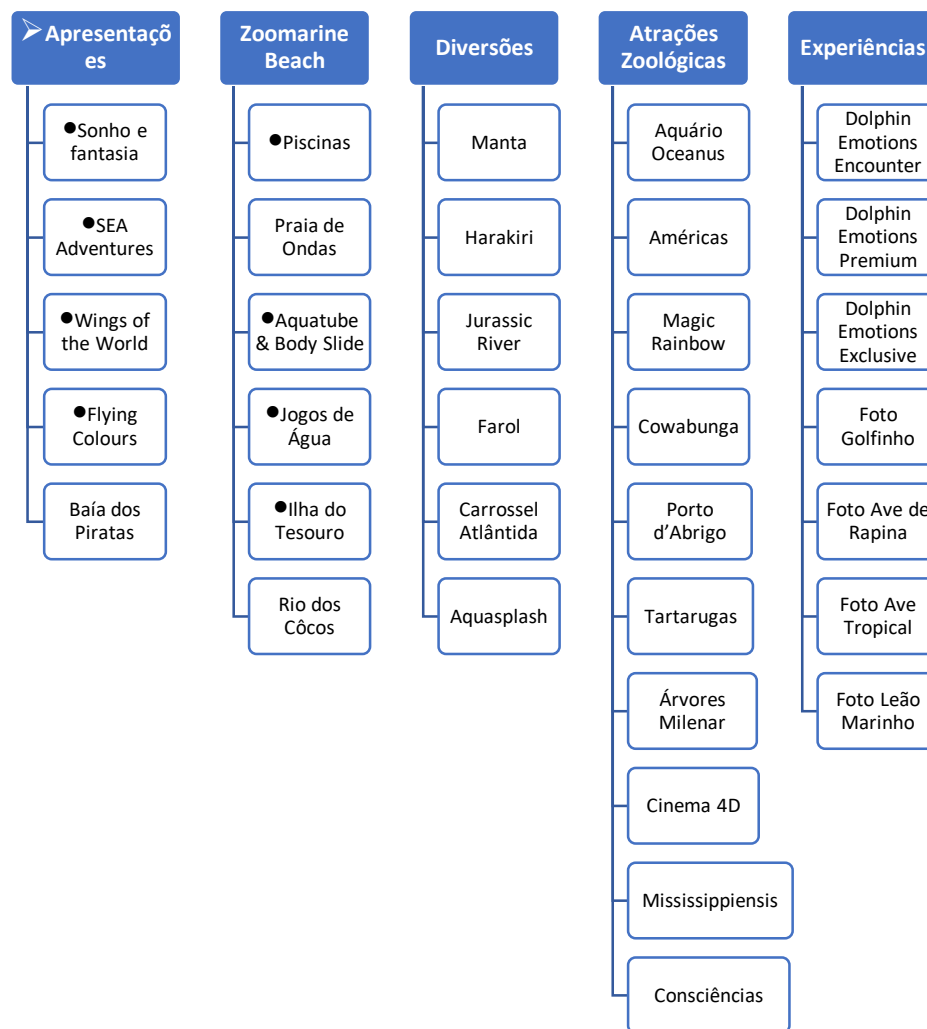 ➢Apresentaçõ
es
●Sonho e
fantasia
●SEA
Adventures
●Wings of
the World
●Flying
Colours
Baía dos
Piratas
Zoomarine
Beach
●Piscinas
Praia de
Ondas
●Aquatube
& Body Slide
●Jogos de
Água
●Ilha do
Tesouro
Rio dos
Côcos
Diversões
Manta
Harakiri
Jurassic
River
Farol
Carrossel
Atlântida
Aquasplash
Atrações
Zoológicas
Aquário
Oceanus
Américas
Magic
Rainbow
Cowabunga
Porto
d’Abrigo
Tartarugas
Árvores
Milenar
Cinema 4D
Mississippiensis
Consciências
Experiências
Dolphin
Emotions
Encounter
Dolphin
Emotions
Premium
Dolphin
Emotions
Exclusive
Foto
Golfinho
Foto Ave de
Rapina
Foto Ave
Tropical
Foto Leão
Marinho